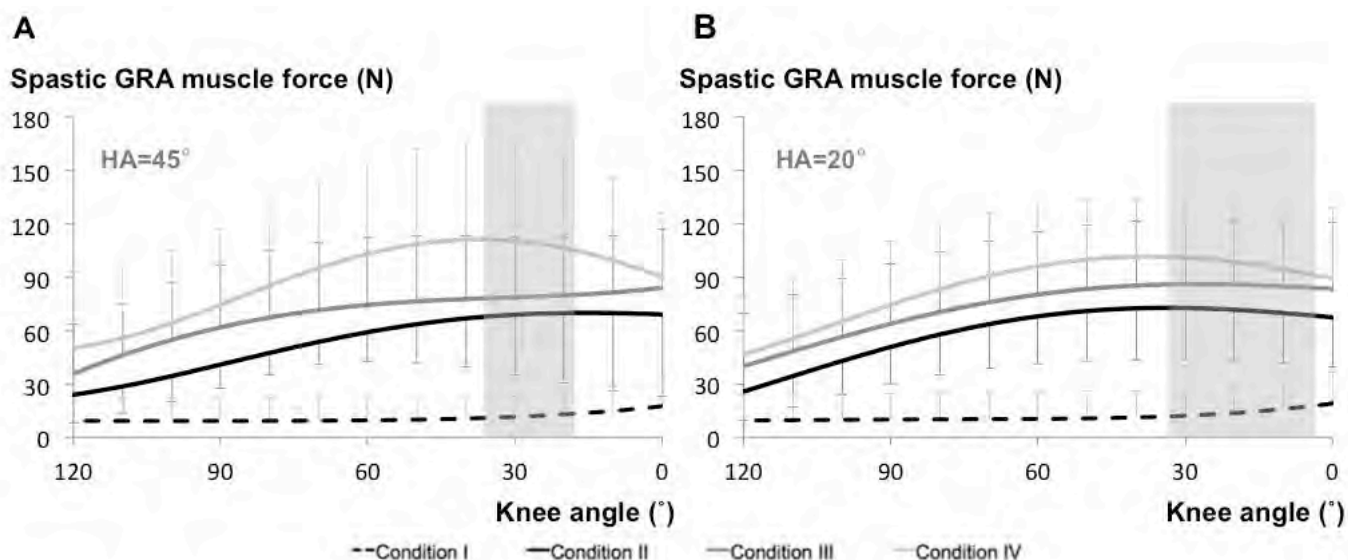 A
Spastic GRA muscle force (N)
180
150
120
90
60
30
0
HA=45°
120 90 60 30 0
Knee angle (°)
B
Spastic GRA muscle force (N)
180
150
120
90
60
30
0
HA=20°
120 90 60 30 0
Knee angle (°)
Condition I Condition II Condition III Condition IV